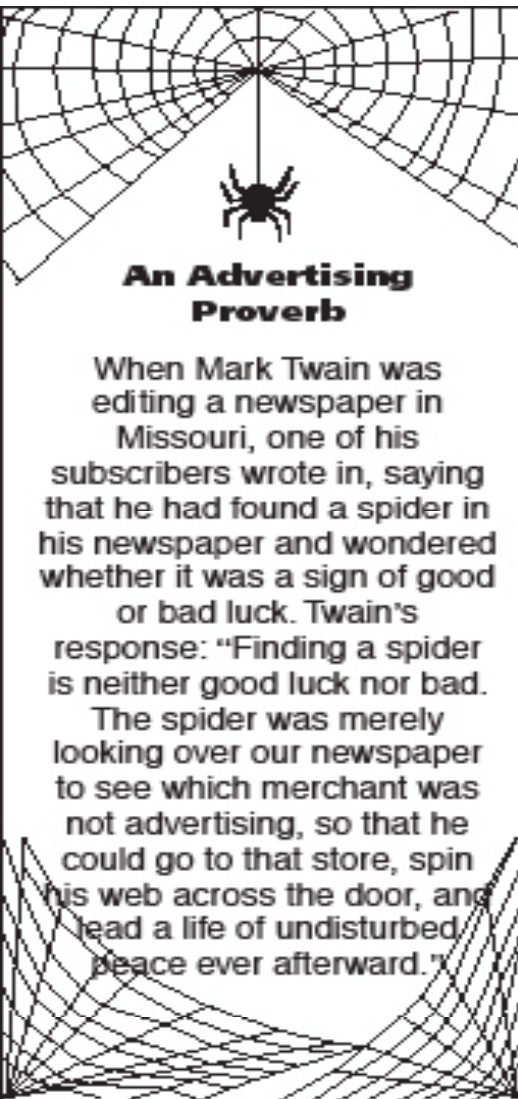 An Advertising
Proverb
When Mark Twain was
editing a newspaper in
Missouri, one of his
subscribers wrote in, saying
that he had found a spider in
his newspaper and wondered
whether it was a sign of good
or bad luck. Twain's
response: “Finding a spider
is neither good luck nor bad.
The spider was merely
looking over our newspaper
to see which merchant was
not advertising, so that he
could go to that store, spin
his web across the door, and
lead a life of undisturbed
peace ever afterward.”